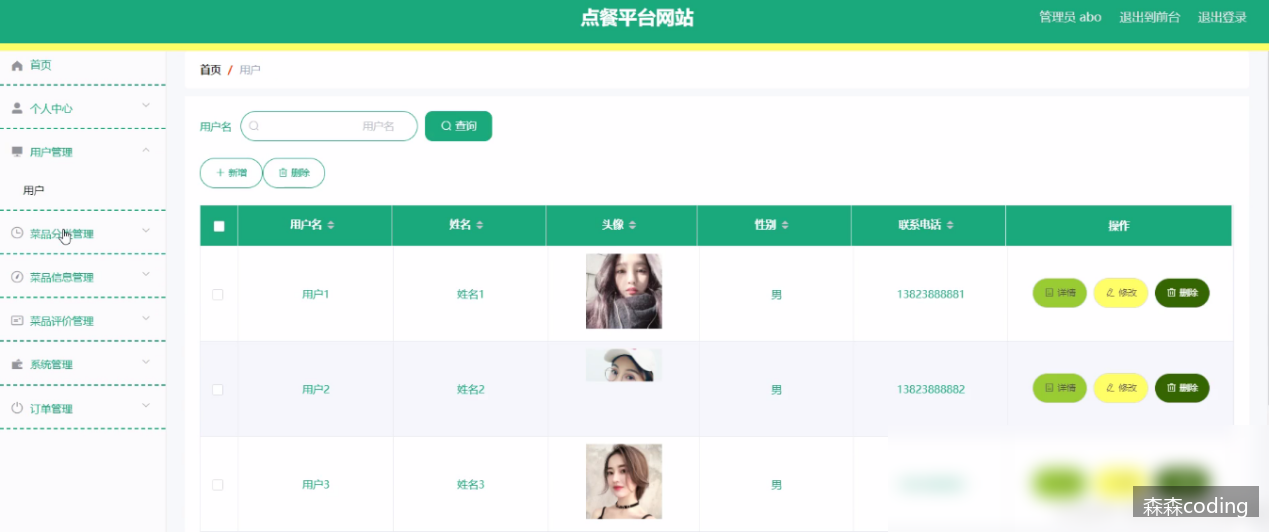 点餐平台网站
管理员 abo 退出到前台 退出登录
首页
个人中心
用户管理
用户
菜品分类管理
菜品信息管理
菜品评价管理
系统管理
订单管理
首页 / 用户
用户名 用户名 查询
+ 新增 删除
用户名 姓名 头像 性别 联系电话 操作
用户1 姓名1 男 13823888881 详情 修改 删除
用户2 姓名2 男 13823888882 详情 修改 删除
用户3 姓名3 男
森森coding